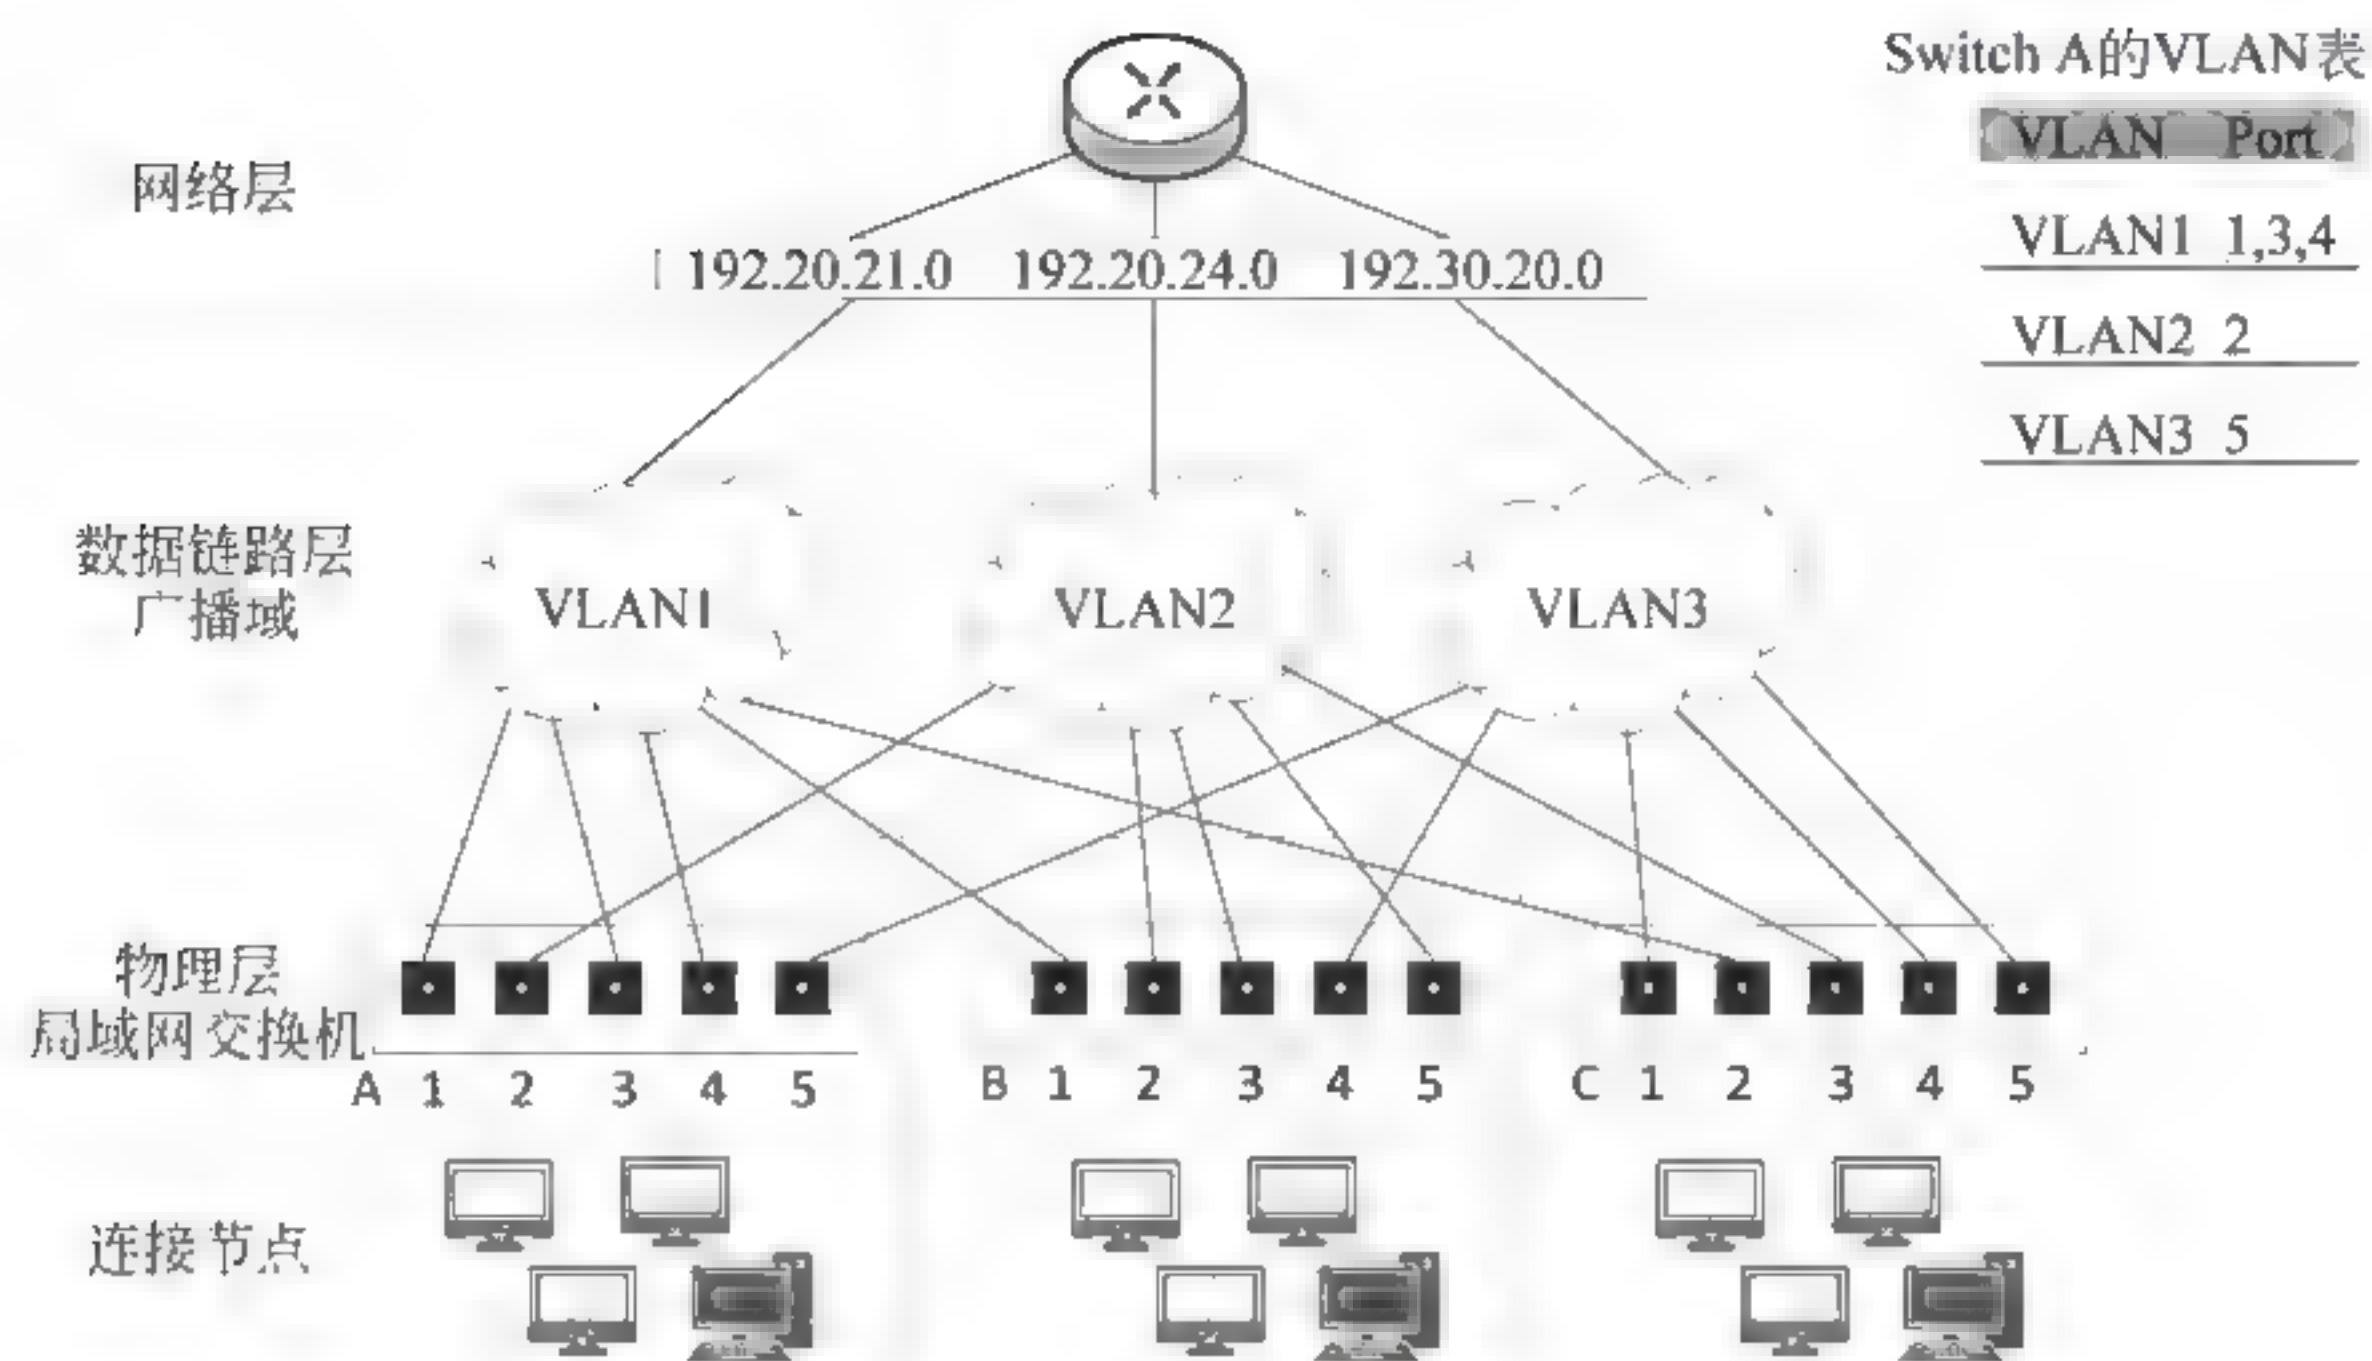 Switch A的VLAN表
VLAN Port
VLAN1 1,3,4
VLAN2 2
VLAN3 5
网络层
192.20.21.0 192.20.24.0 192.30.20.0
数据链路层
广播域
VLAN1 VLAN2 VLAN3
物理层
局域网交换机
A 1 2 3 4 5 B 1 2 3 4 5 C 1 2 3 4 5
连接节点